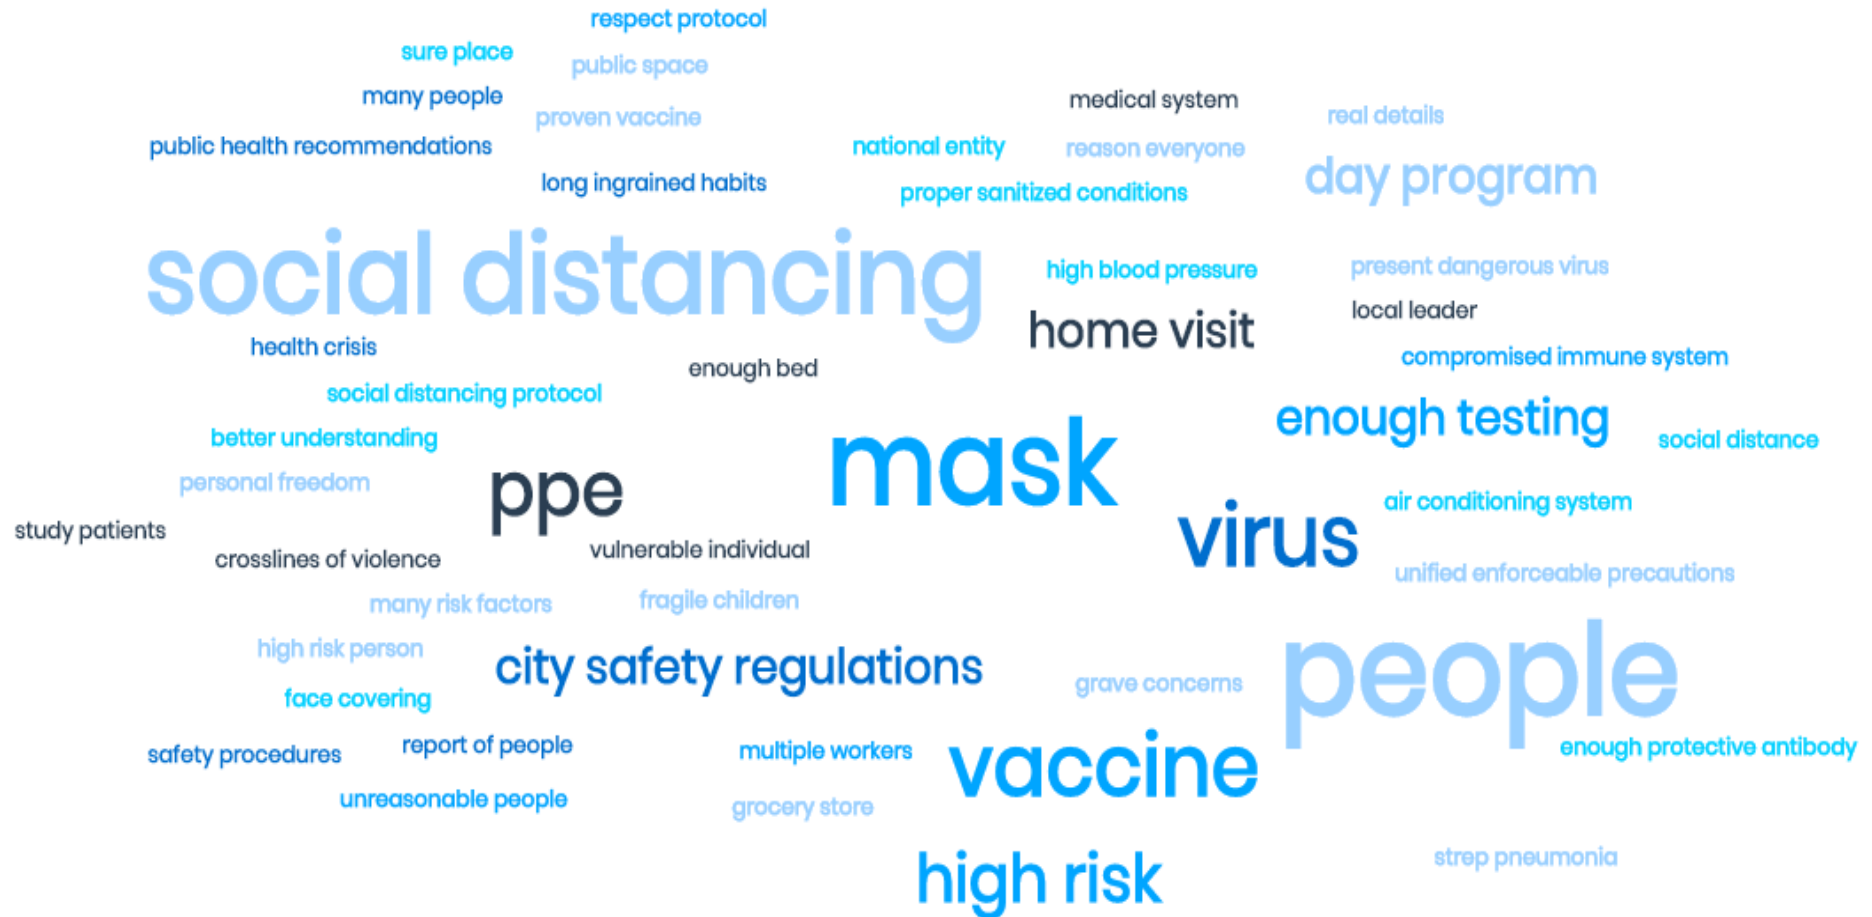 respect protocol
sure place
public space
many people
medical system
proven vaccine
real details
public health recommendations
national entity
reason everyone
long ingrained habits
proper sanitized conditions
day program
social distancing
high blood pressure
present dangerous virus
home visit
local leader
health crisis
enough bed
compromised immune system
social distancing protocol
enough testing
better understanding
mask
social distance
personal freedom
ppe
air conditioning system
study patients
virus
crosslines of violence
vulnerable individual
unified enforceable precautions
many risk factors
fragile children
high risk person
city safety regulations
grave concerns
people
face covering
safety procedures
report of people
multiple workers
vaccine
enough protective antibody
unreasonable people
grocery store
high risk
strep pneumonia